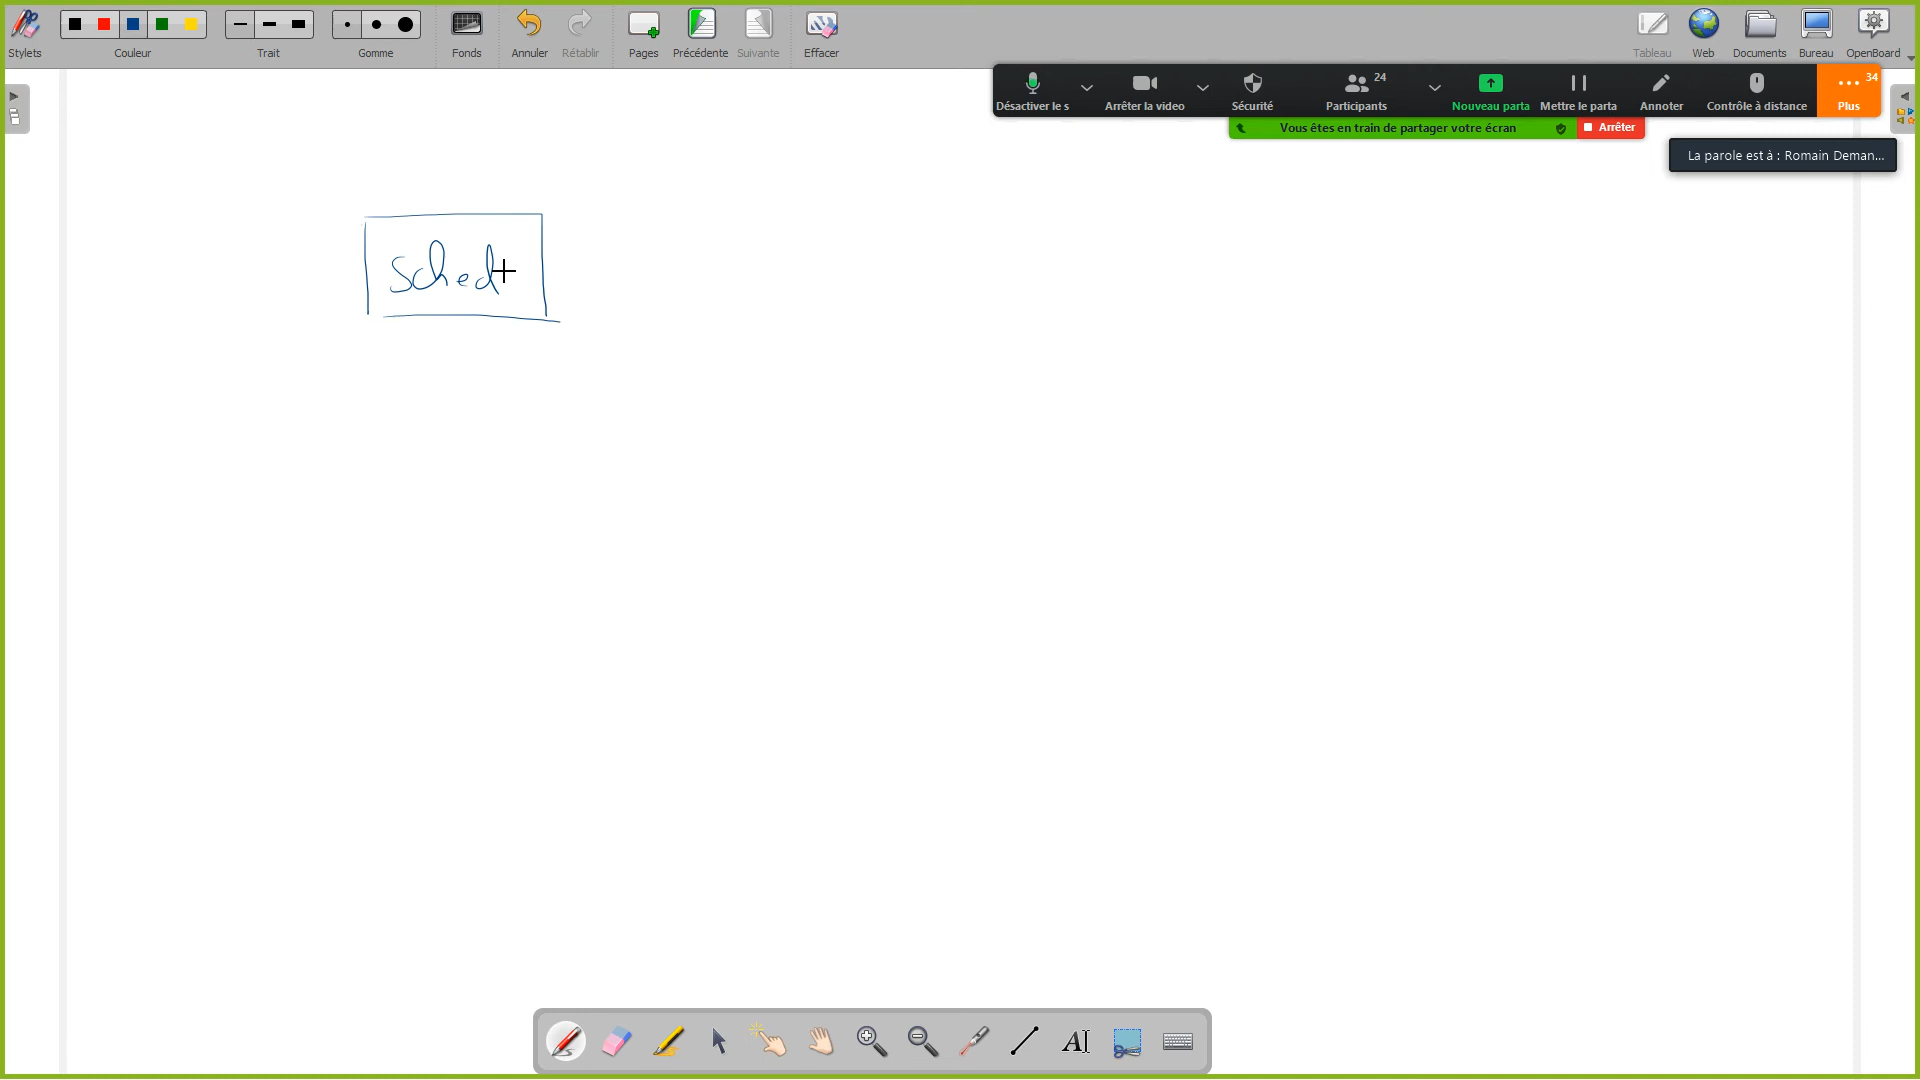 Stylets
Couleur
Trait
Gomme
Fonds
Annuler
Rétablir
Pages
Précédente
Suivante
Effacer
Tableau
Web
Documents
Bureau
OpenBoard
Désactiver le s
Arrêter la video
Sécurité
24
Participants
Nouveau parta
Mettre le parta
Annoter
Contrôle à distance
34
Plus
Vous êtes en train de partager votre écran
Arrêter
La parole est à : Romain Deman...
Sched
AI